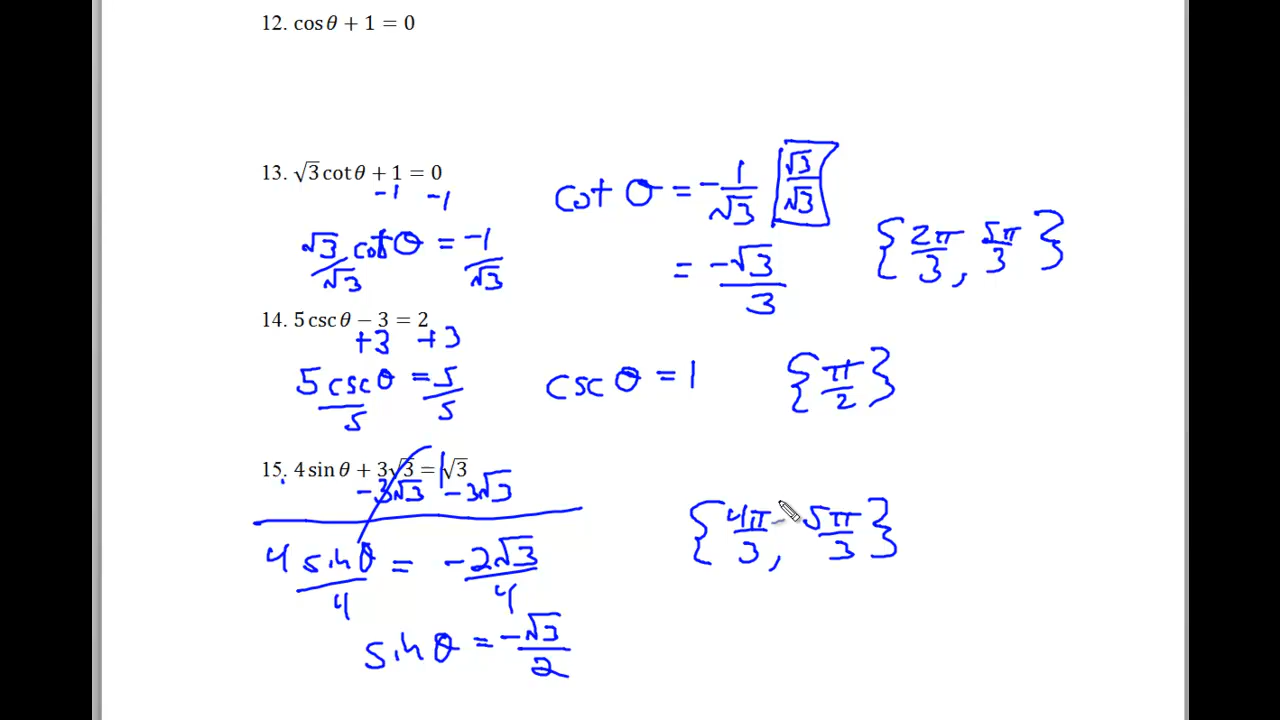 12. cos θ + 1 = 0
13. √3 cot θ + 1 = 0
-1 -1
√3 cot θ / √3 = -1 / √3
cot θ = -1/√3 √3/√3
= -√3/3
{2π/3, 5π/3}
14. 5 csc θ − 3 = 2
+3 +3
5 csc θ / 5 = 5/5
csc θ = 1
{π/2}
15. 4 sin θ + 3√3 = √3
-3√3 -3√3
4 sin θ / 4 = -2√3 / 4
sin θ = -√3/2
{4π/3, 5π/3}